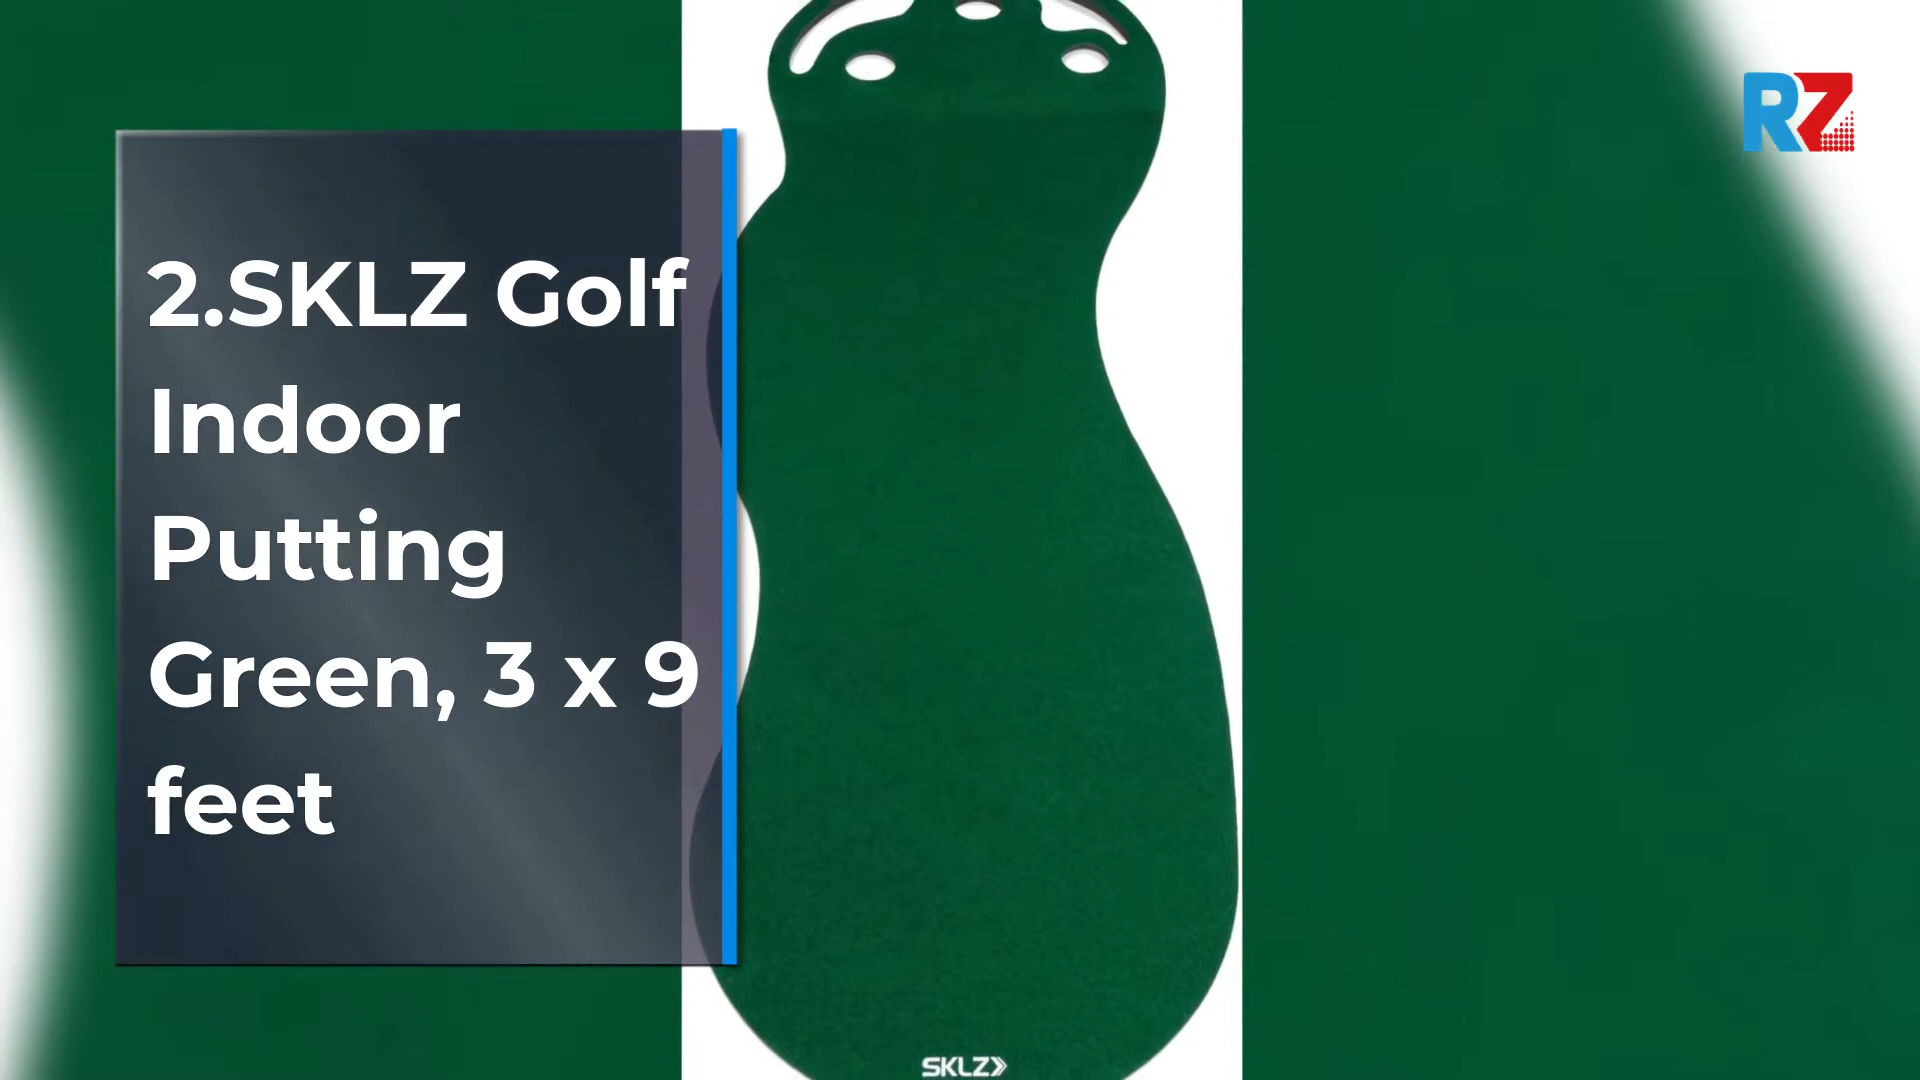 RZ
2.SKLZ Golf
Indoor
Putting
Green, 3 x 9
feet
SKLZ